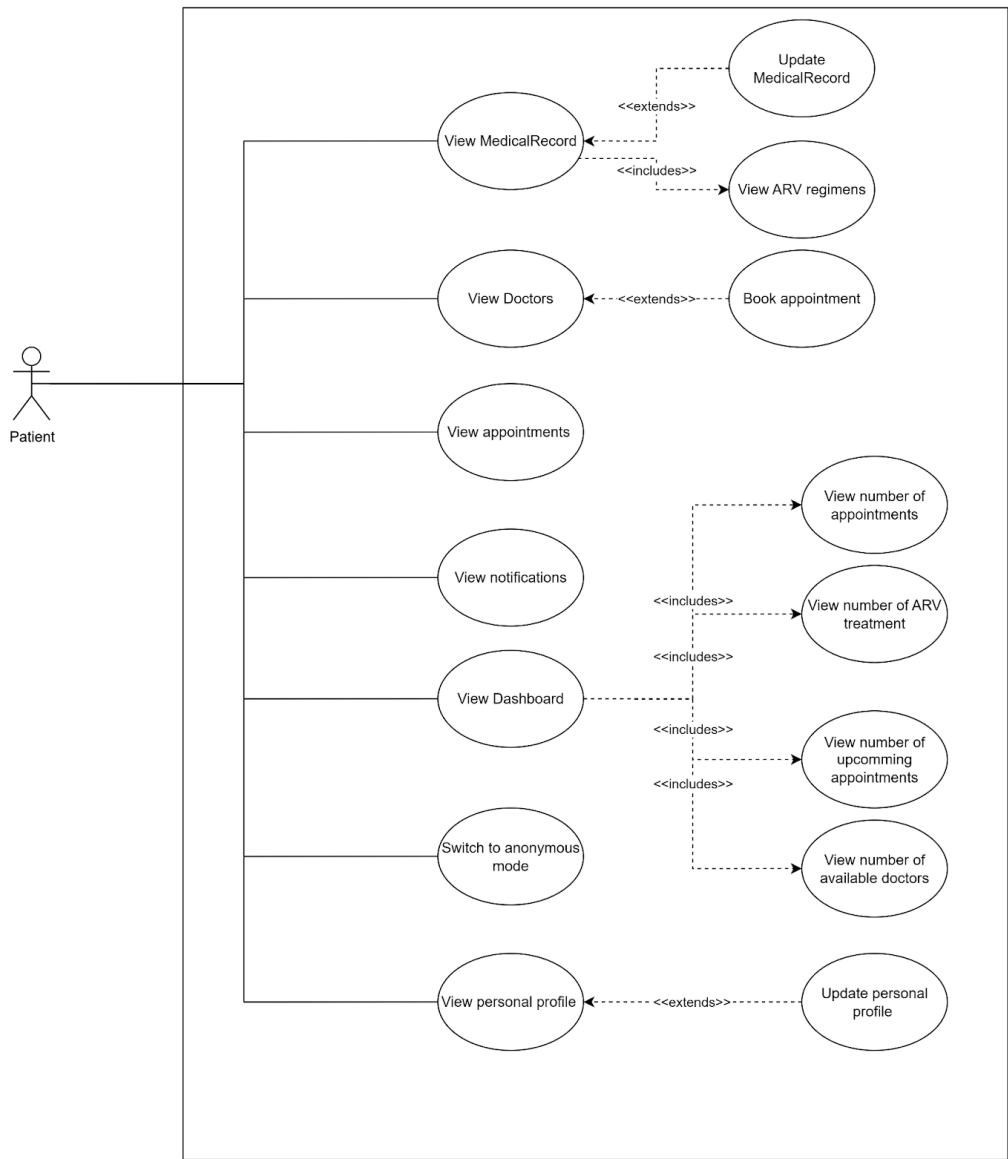 Update
MedicalRecord
<<extends>>
View MedicalRecord
<<includes>>
View ARV regimens
View Doctors
<<extends>>
Book appointment
Patient
View appointments
View number of
appointments
View notifications
<<includes>>
View number of ARV
treatment
<<includes>>
View Dashboard
<<includes>>
View number of
upcomming
appointments
<<includes>>
Switch to anonymous
mode
View number of
available doctors
View personal profile
<<extends>>
Update personal
profile